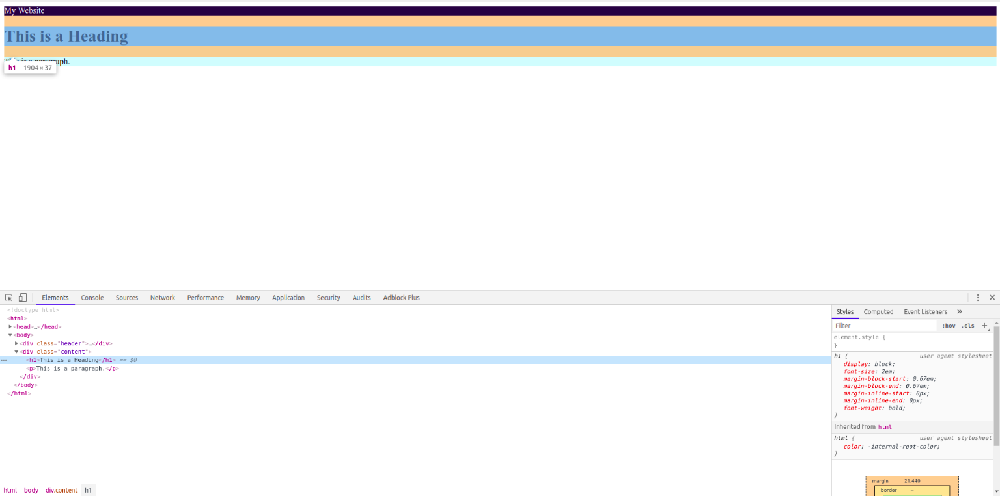 My Website
This is a Heading
This is a paragraph.
h1 1904 × 37
Elements Console Sources Network Performance Memory Application Security Audits Adblock Plus
<!doctype html>
<html>
<head>…</head>
<body>
<div class="header">…</div>
<div class="content">
… <h1>This is a Heading</h1> == $0
<p>This is a paragraph.</p>
</div>
</body>
</html>
html body div.content h1
Styles Computed Event Listeners »
Filter :hov .cls +
element.style {
}
h1 { user agent stylesheet
display: block;
font-size: 2em;
margin-block-start: 0.67em;
margin-block-end: 0.67em;
margin-inline-start: 0px;
margin-inline-end: 0px;
font-weight: bold;
}
Inherited from html
html { user agent stylesheet
color: -internal-root-color;
}
margin 21.440
border –